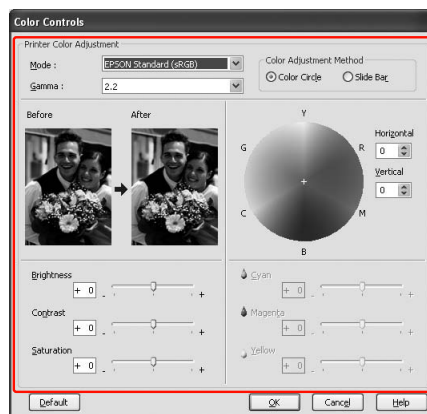 Color Controls
Printer Color Adjustment
Mode : EPSON Standard (sRGB)
Gamma : 2.2
Color Adjustment Method
Color Circle Slide Bar
Before After
Y
G R
C M
B
Horizontal
0
Vertical
0
Brightness
+ 0 - +
Contrast
+ 0 - +
Saturation
+ 0 - +
Cyan
+ 0 - +
Magenta
+ 0 - +
Yellow
+ 0 - +
Default OK Cancel Help